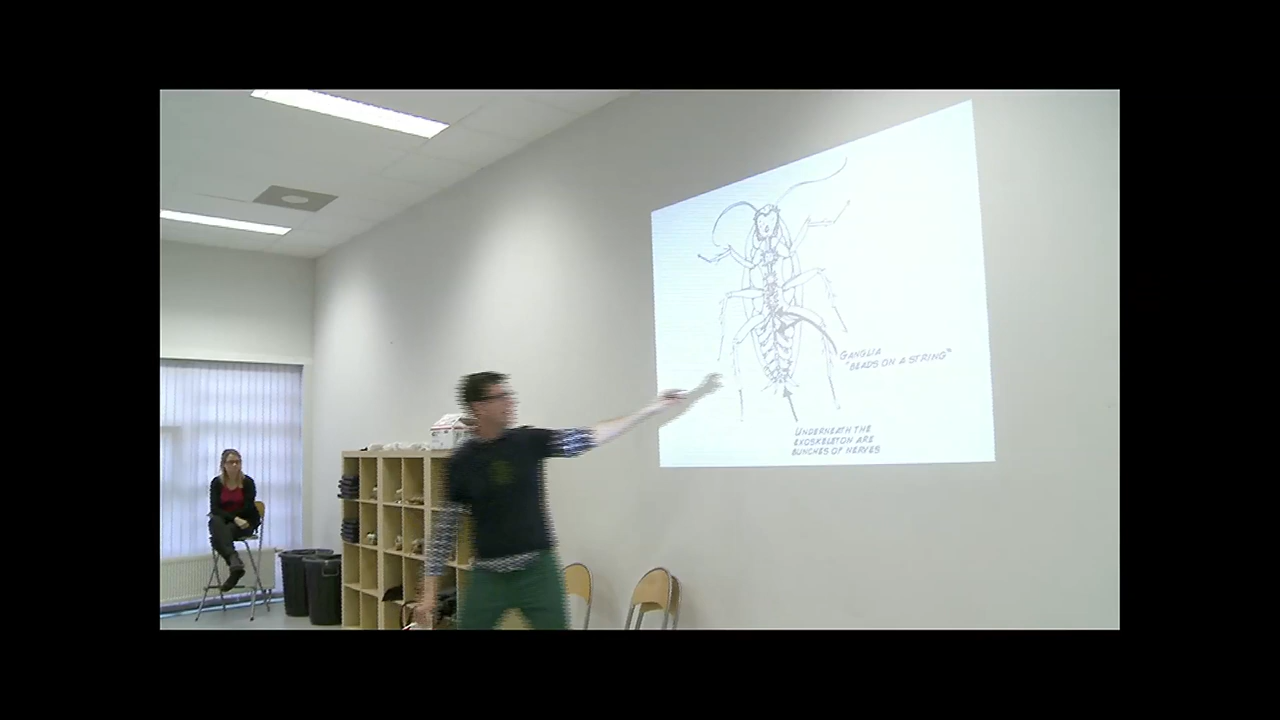 GANGLIA
"BEADS ON A STRING"
UNDERNEATH THE
EXOSKELETON ARE
BUNCHES OF NERVES